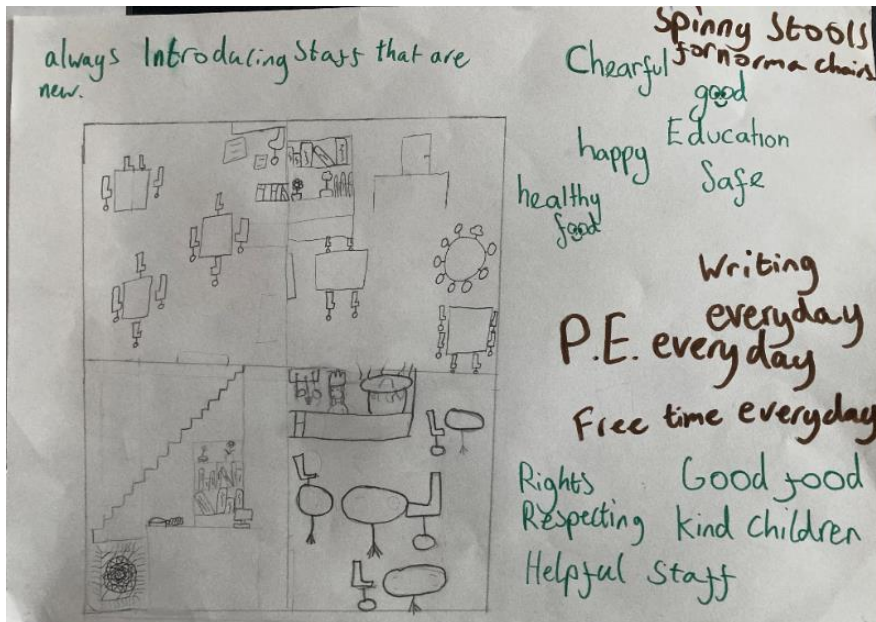 always Introducing Staff that are
new.
Spinny Stools
for norma chairs
Chearful
good
Education
happy
Safe
healthy
food
Writing
everyday
P.E. everyday
Free time everyday
Rights
Respecting
Good food
kind children
Helpful Staff